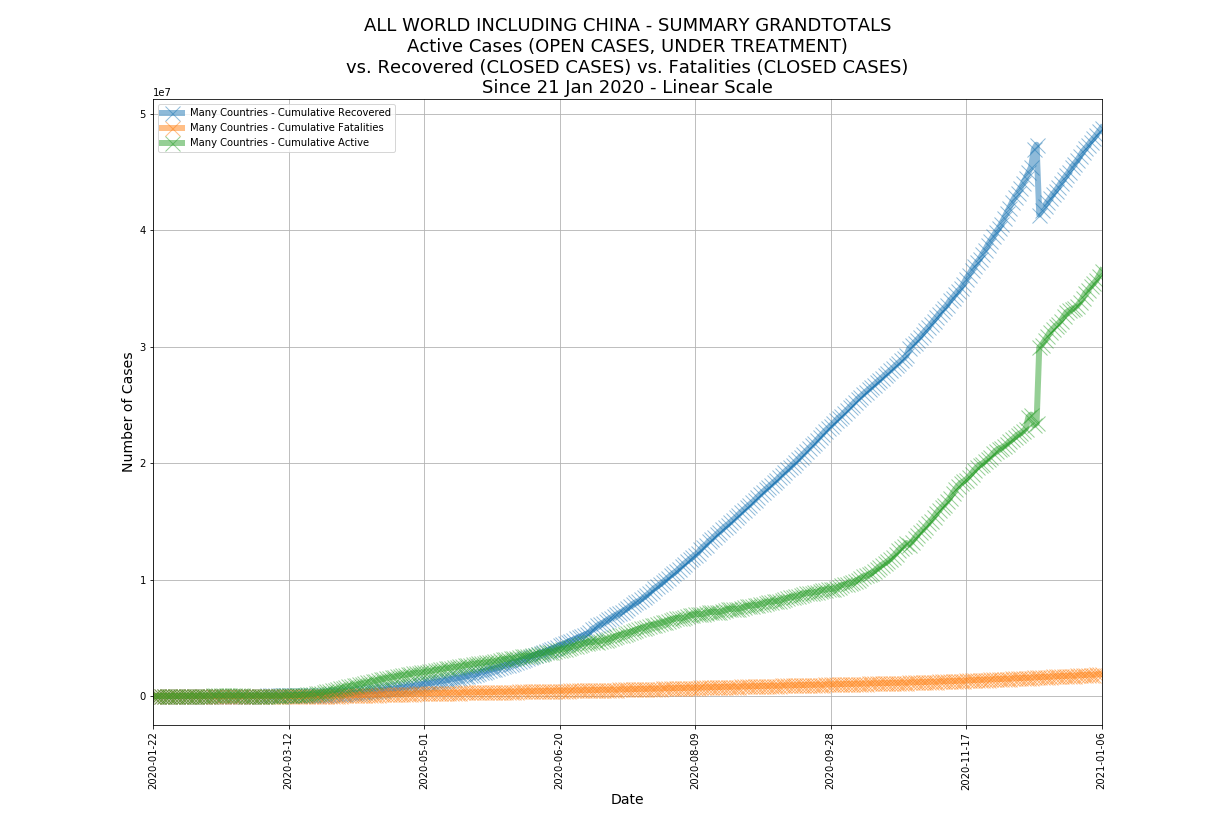 ALL WORLD INCLUDING CHINA - SUMMARY GRANDTOTALS
Active Cases (OPEN CASES, UNDER TREATMENT)
vs. Recovered (CLOSED CASES) vs. Fatalities (CLOSED CASES)
Since 21 Jan 2020 - Linear Scale
1e7
Many Countries - Cumulative Recovered
Many Countries - Cumulative Fatalities
Many Countries - Cumulative Active
5
4
3
2
1
0
Number of Cases
2020-01-22
2020-03-12
2020-05-01
2020-06-20
2020-08-09
2020-09-28
2020-11-17
2021-01-06
Date